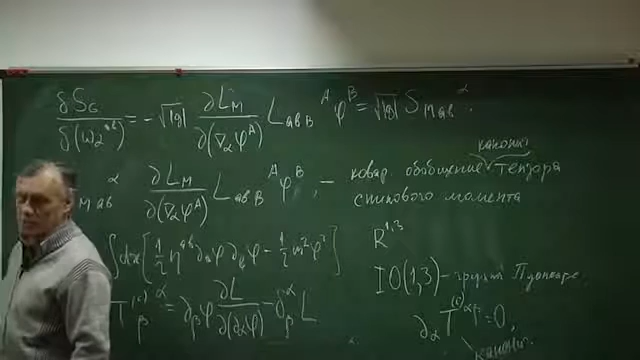 δS_G / δ(ω_α^{ab}) = -√|g| ∂L_M / ∂(∇_α φ^A) L_{ab B}^A φ^B = √|g| S_{M ab}^α.
M ab^α ∂L_M / ∂(∇_α φ^A) L_{ab B}^A φ^B, – ковар. обобщение тензора
канонич.
спинового момента
R^{1,3}
∫dx[1/2 η^{ab} ∂_a φ ∂_b φ - 1/2 m² φ²]
IO(1,3) – группа Пуанкаре.
T^{(c)α}_β = ∂_β φ ∂L / ∂(∂_α φ) - δ^α_β L
∂_α T^{(c)αβ} = 0,